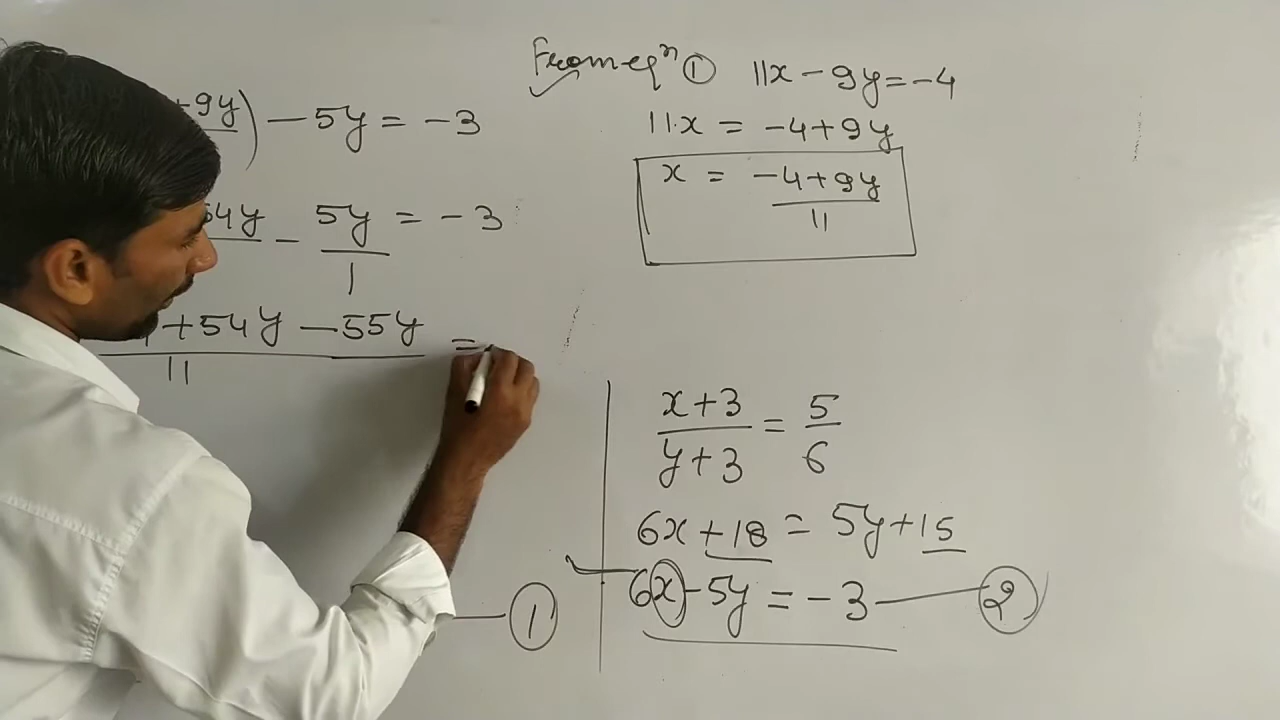 +9y) - 5y = -3
54y - 5y/1 = -3
+54y - 55y / 11 =
1
From eqⁿ ① 11x - 9y = -4
11x = -4+9y
x = -4+9y / 11
x+3 / y+3 = 5/6
6x+18 = 5y+15
6x-5y = -3 — ②